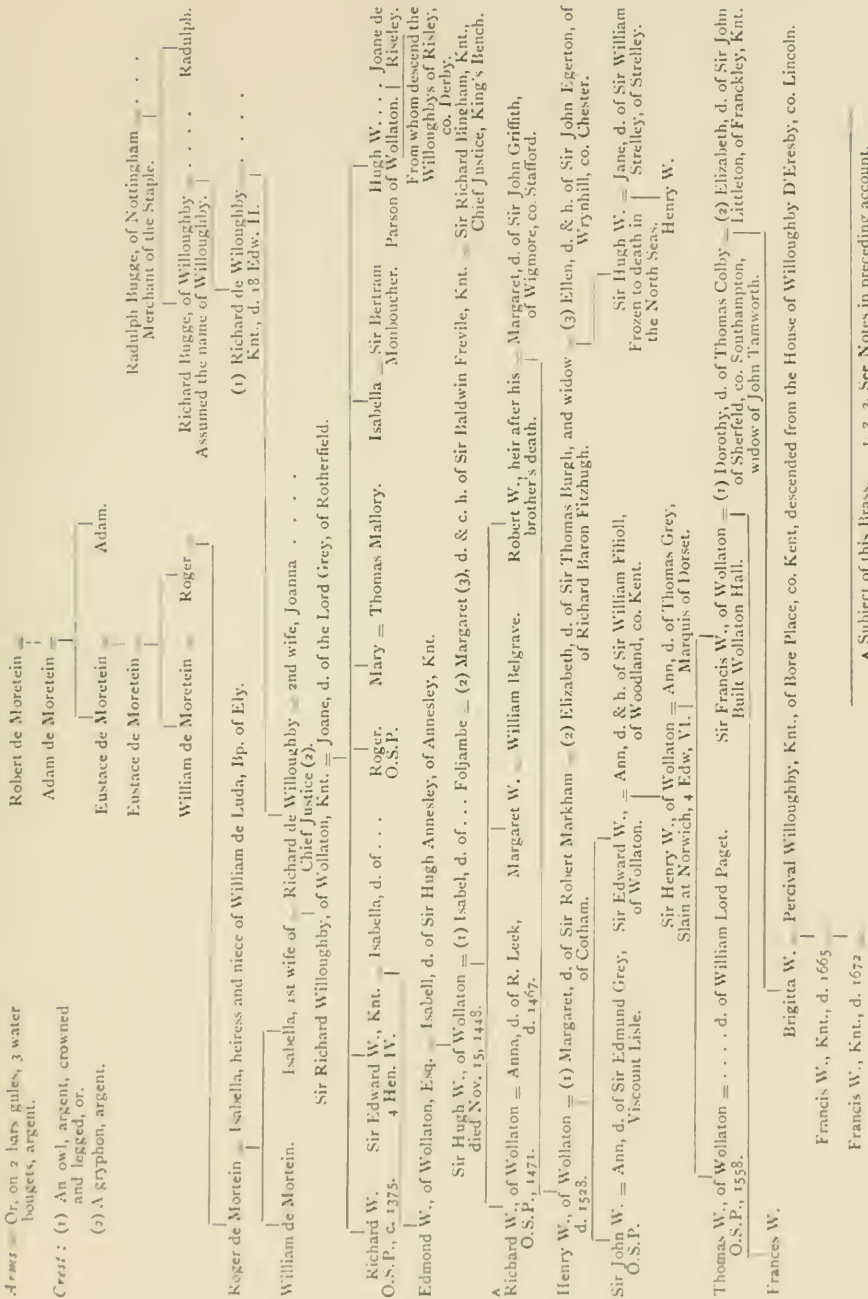 Arms = Or, on 2 bars gules, 3 water
bougets, argent.
Crest: (1) An owl, argent, crowned
and legged, or.
(2) A gryphon, argent.
Robert de Moretein =
Adam de Moretein =
Eustace de Moretein = Adam.
Eustace de Moretein =
William de Moretein = Roger
Radulph Bugge, of Nottingham = . . . .
Merchant of the Staple.
Richard Bugge, of Willoughby = . . . . Radulph.
Assumed the name of Willoughby.
Roger de Mortein = Isabella, heiress and niece of William de Luda, Bp. of Ely.
(1) Richard de Wiloughby = . . . .
Knt., d. 18 Edw. II.
William de Mortein. Isabella, 1st wife of = Richard de Willoughby = 2nd wife, Joanna . . . .
Chief Justice (2).
Sir Richard Willoughby, of Wollaton, Knt. = Joane, d. of the Lord Grey, of Rotherfield.
Richard W. Sir Edward W., Knt. = Isabella, d. of . . . Roger. Mary = Thomas Mallory. Isabella = Sir Bertram Hugh W. . . . . Joane de
O.S.P., c. 1375. 4 Hen. IV. O.S.P. Monboucher. Parson of Wollaton. Riseley.
From whom descend the
Willoughbys of Risley,
co. Derby.
Edmond W., of Wollaton, Esq. = Isabell, d. of Sir Hugh Annesley, of Annesley, Knt.
Sir Hugh W., of Wollaton = (1) Isabel, d. of . . . Foljambe = (2) Margaret (3), d. & c. h. of Sir Baldwin Frevile, Knt. = Sir Richard Bingham, Knt.,
died Nov. 15, 1448. Chief Justice, King's Bench.
A
Richard W., of Wollaton = Anna, d. of R. Leek, Margaret W. = William Belgrave. Robert W., heir after his = Margaret, d. of Sir John Griffith,
O.S.P., 1471. d. 1467. brother's death. of Wigmore, co. Stafford.
Henry W., of Wollaton = (1) Margaret, d. of Sir Robert Markham = (2) Elizabeth, d. of Sir Thomas Burgh, and widow = (3) Ellen, d. & h. of Sir John Egerton, of
d. 1528. of Cotham. of Richard Baron Fitzhugh. Wrynhill, co. Chester.
Sir John W. = Ann, d. of Sir Edmund Grey, Sir Edward W., = Ann, d. & h. of Sir William Filioll, Sir Hugh W. = Jane, d. of Sir William
O.S.P. Viscount Lisle. of Wollaton. of Woodland, co. Kent. Frozen to death in Strelley, of Strelley.
the North Seas.
Henry W.
Sir Henry W., of Wollaton = Ann, d. of Thomas Grey,
Slain at Norwich, 4 Edw, VI. Marquis of Dorset.
Thomas W., of Wollaton = . . . . d. of William Lord Paget. Sir Francis W., of Wollaton = (1) Dorothy, d. of Thomas Colby = (2) Elizabeth, d. of Sir John
O.S.P., 1558. Built Wollaton Hall. of Sherfeld, co. Southampton, Littleton, of Franckley, Knt.
widow of John Tamworth.
Frances W.
Brigitta W. = Percival Willoughby, Knt., of Bore Place, co. Kent, descended from the House of Willoughby D'Eresby, co. Lincoln.
Francis W., Knt., d. 1665
Francis W., Knt., d. 1672
A Subject of this Brass. 1, 2, 3, See Notes in preceding account.